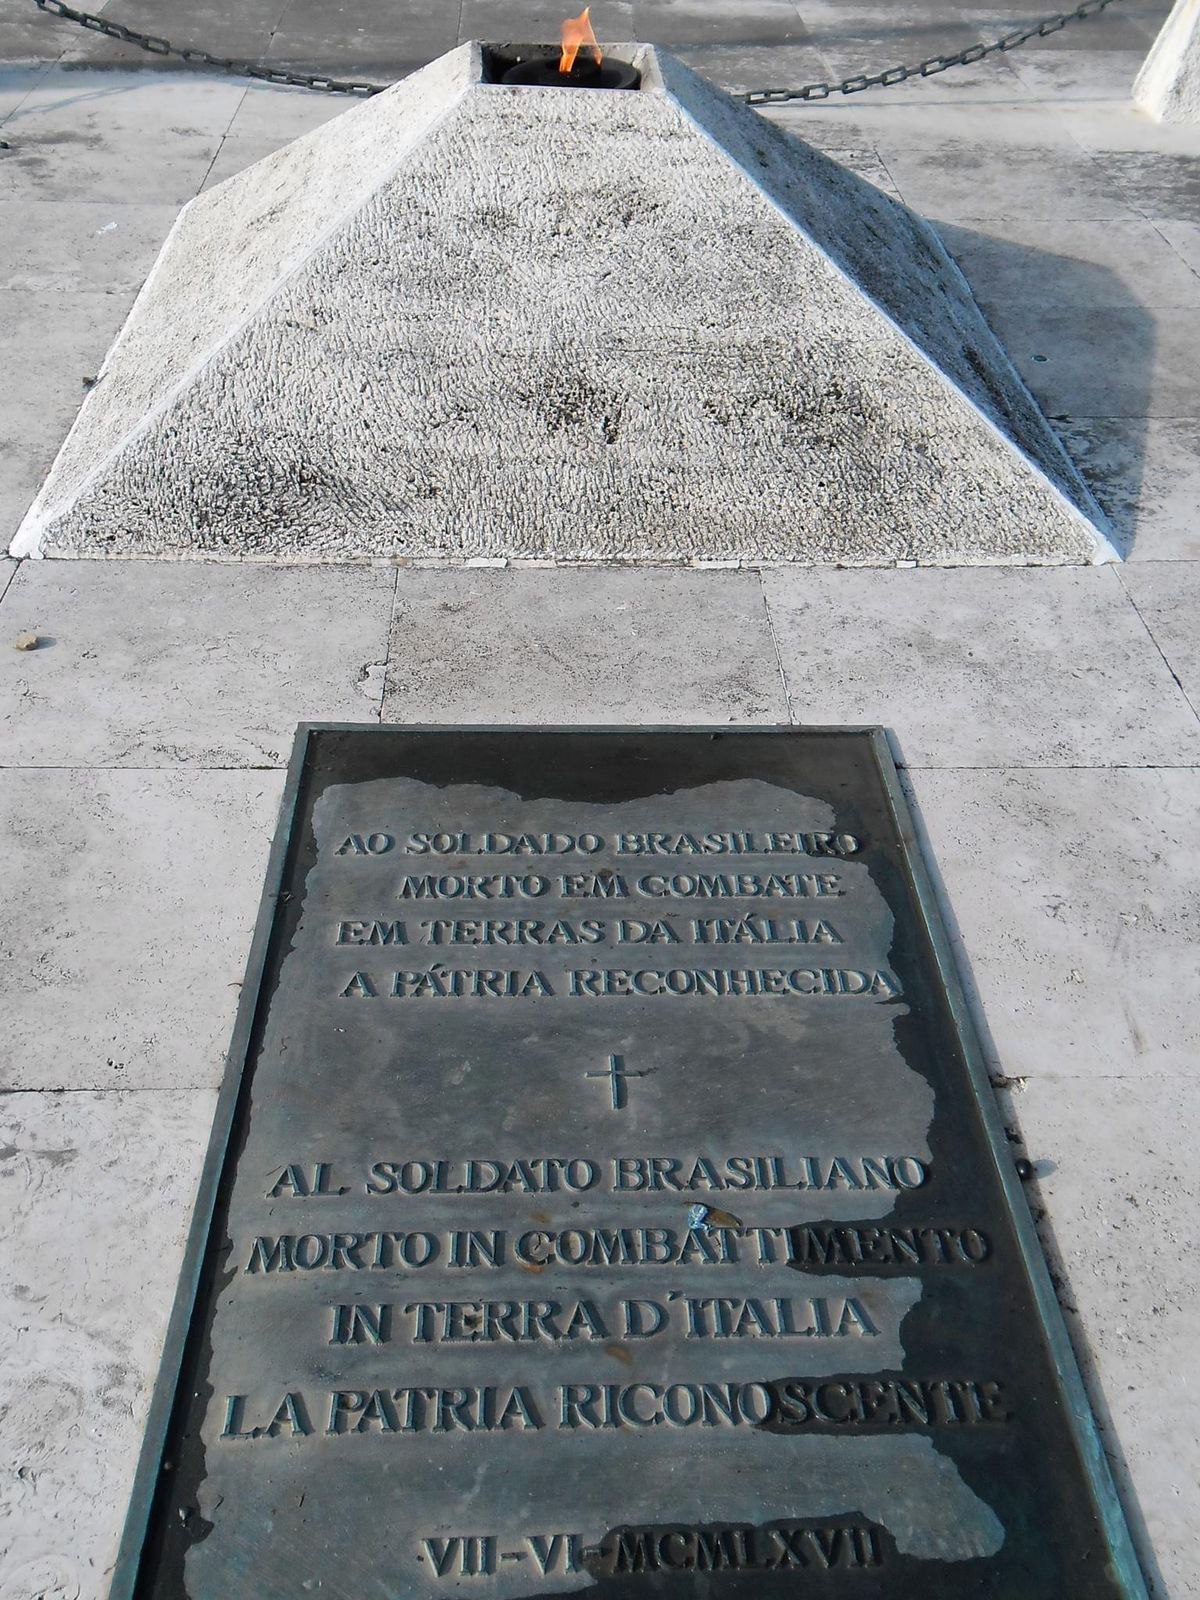 AO SOLDADO BRASILEIRO
MORTO EM COMBATE
EM TERRAS DA ITÁLIA
A PÁTRIA RECONHECIDA
AL SOLDATO BRASILIANO
MORTO IN COMBATTIMENTO
IN TERRA D'ITALIA
LA PATRIA RICONOSCENTE
VII-VI-MCMLXVII